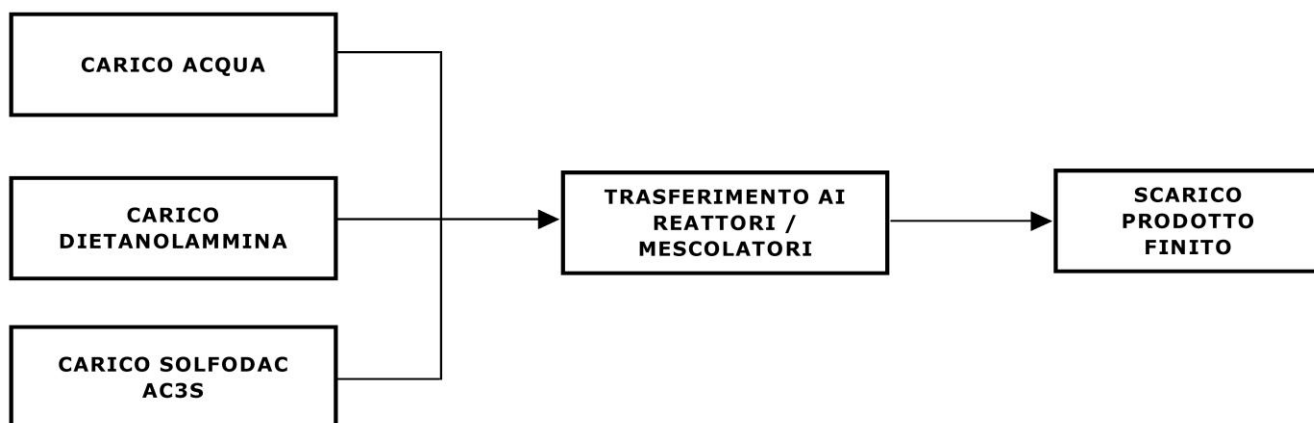 CARICO ACQUA
CARICO
DIETANOLAMMINA
CARICO SOLFODAC
AC3S
TRASFERIMENTO AI
REATTORI /
MESCOLATORI
SCARICO
PRODOTTO
FINITO